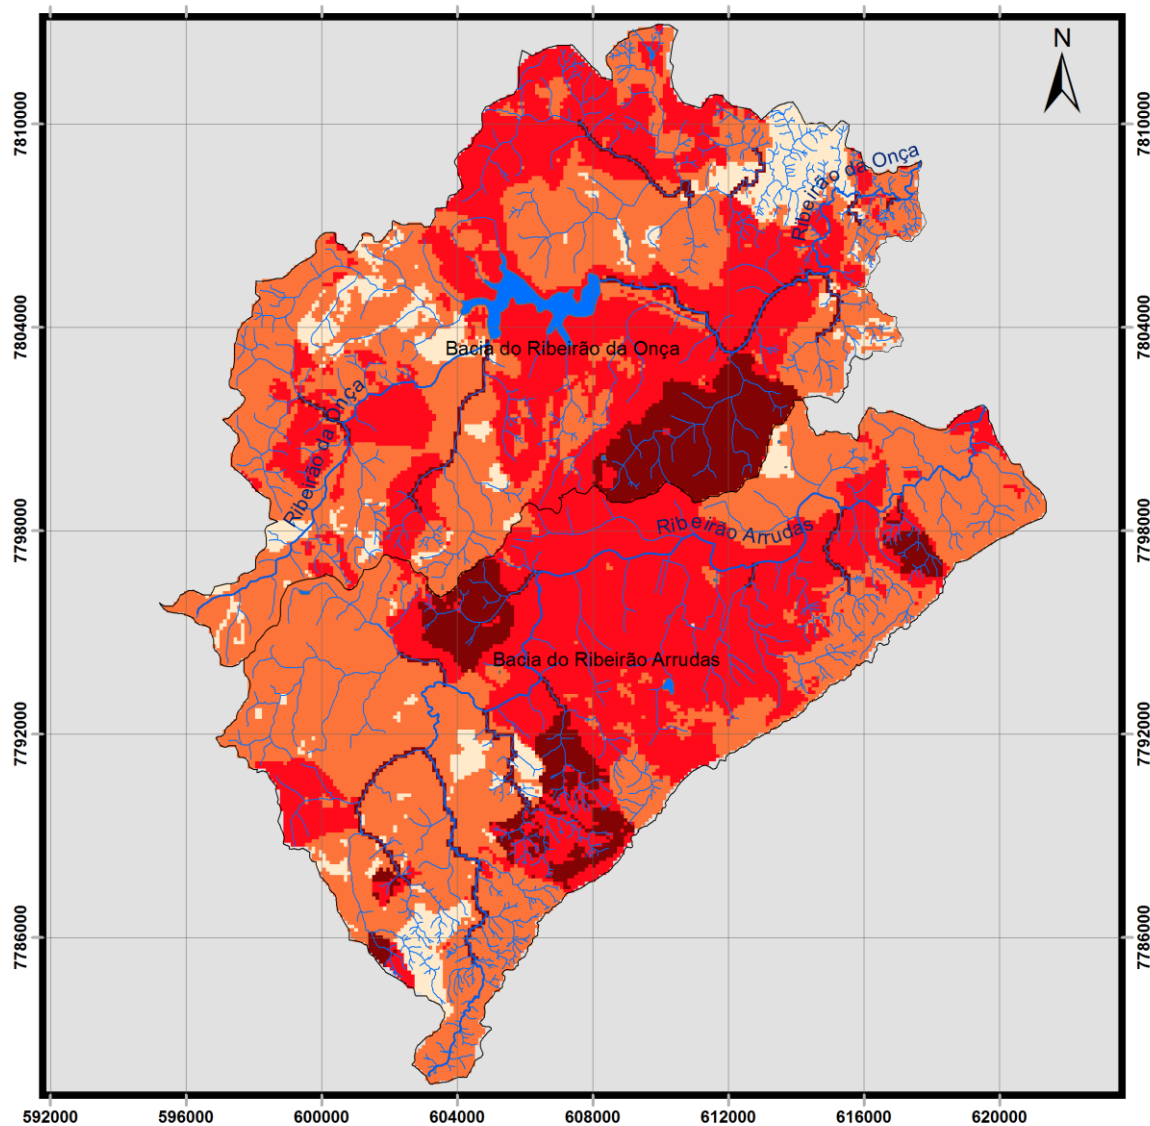 N
7810000
7810000
Ribeirão da Onça
7804000
7804000
Bacia do Ribeirão da Onça
Ribeirão da Onça
7798000
7798000
Ribeirão Arrudas
Bacia do Ribeirão Arrudas
7792000
7792000
7786000
7786000
592000 596000 600000 604000 608000 612000 616000 620000